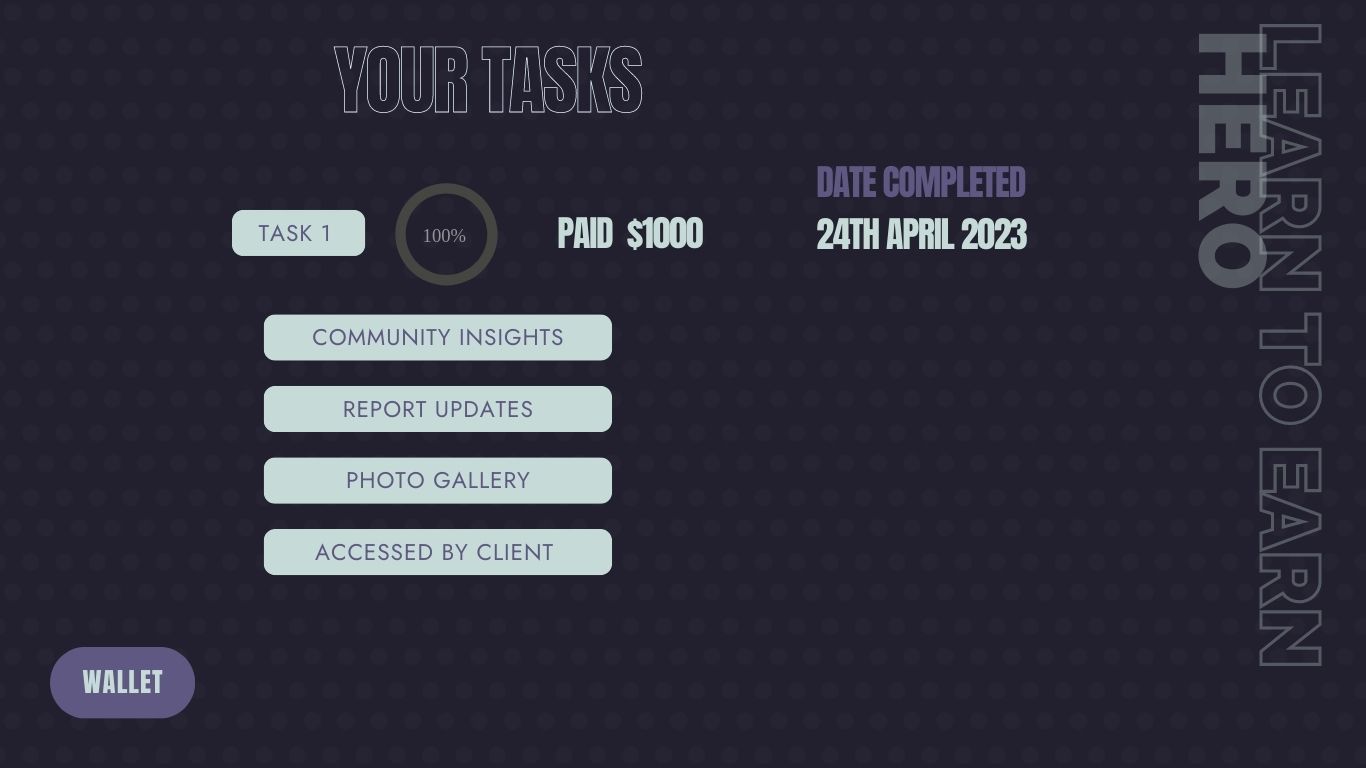 YOUR TASKS
DATE COMPLETED
TASK 1
100%
PAID $1000
24TH APRIL 2023
COMMUNITY INSIGHTS
REPORT UPDATES
PHOTO GALLERY
ACCESSED BY CLIENT
WALLET
LEARN TO EARN
HERO